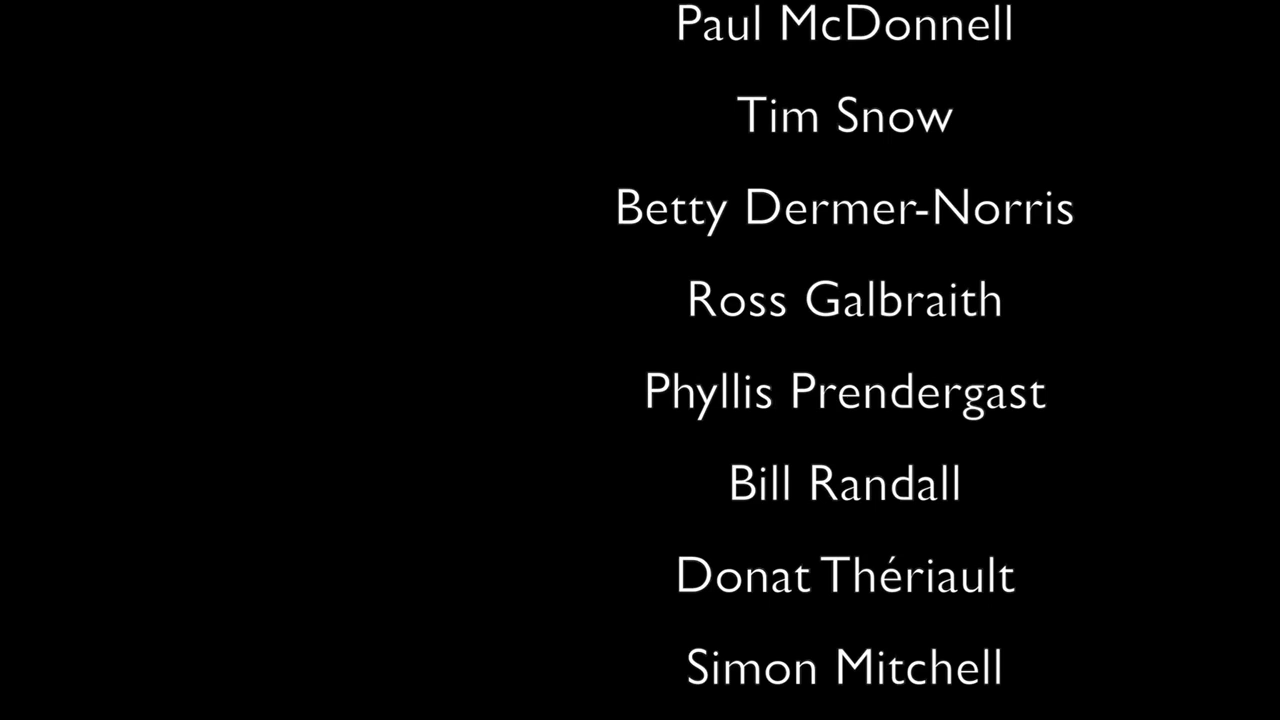 Paul McDonnell
Tim Snow
Betty Dermer-Norris
Ross Galbraith
Phyllis Prendergast
Bill Randall
Donat Thériault
Simon Mitchell